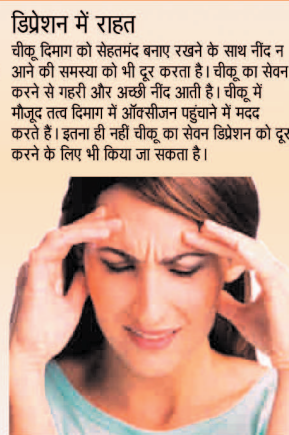 डिप्रेशन में राहत
चीकू दिमाग को सेहतमंद बनाए रखने के साथ नींद न
आने की समस्या को भी दूर करता है। चीकू का सेवन
करने से गहरी और अच्छी नींद आती है। चीकू में
मौजूद तत्व दिमाग में ऑक्सीजन पहुंचाने में मदद
करते हैं। इतना ही नहीं चीकू का सेवन डिप्रेशन को दूर
करने के लिए भी किया जा सकता है।